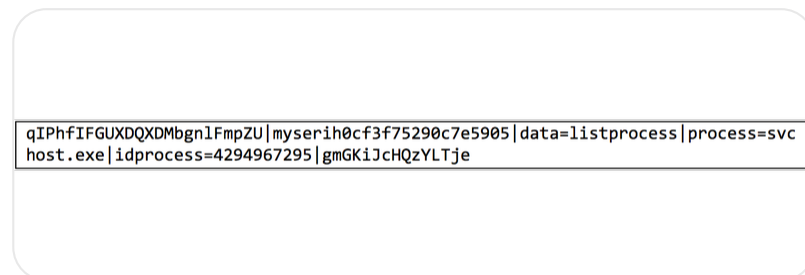 qIPhfIFGUXDQXDMbgnlFmpZU|myserih0cf3f75290c7e5905|data=listprocess|process=svc
host.exe|idprocess=4294967295|gmGKiJcHQzYLTje